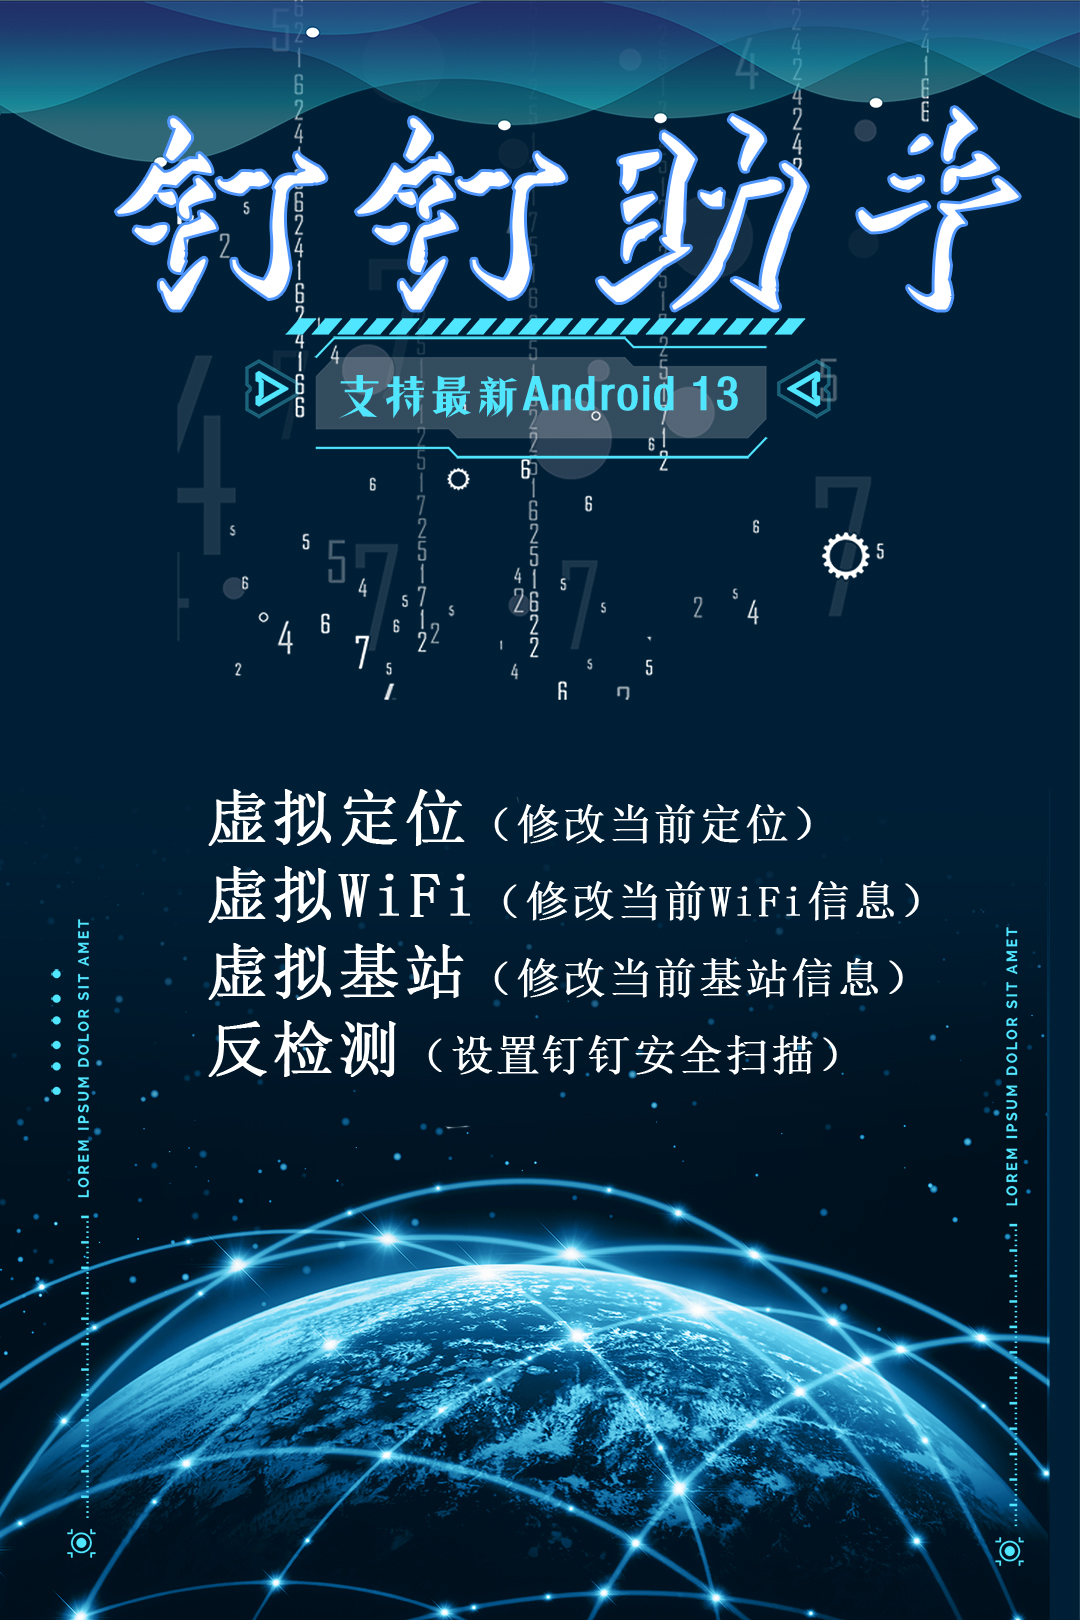 钉钉助手
支持最新Android 13
虚拟定位（修改当前定位）
虚拟WiFi（修改当前WiFi信息）
虚拟基站（修改当前基站信息）
反检测（设置钉钉安全扫描）
LOREM IPSUM DOLOR SIT AMET
LOREM IPSUM DOLOR SIT AMET